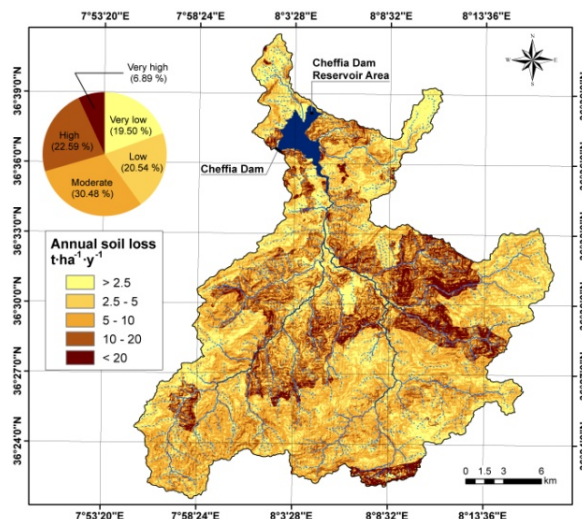 7°53'20"E 7°58'24"E 8°3'28"E 8°8'32"E 8°13'36"E
N
W E
S
Very high
(6.89 %)
Very low
(19.50 %)
High
(22.59 %)
Low
(20.54 %)
Moderate
(30.48 %)
Cheffia Dam
Reservoir Area
Cheffia Dam
Annual soil loss
t·ha⁻¹·y⁻¹
> 2.5
2.5 - 5
5 - 10
10 - 20
< 20
36°39'0"N
36°36'0"N
36°33'0"N
36°30'0"N
36°27'0"N
36°24'0"N
0 1.5 3 6
km
7°53'20"E 7°58'24"E 8°3'28"E 8°8'32"E 8°13'36"E